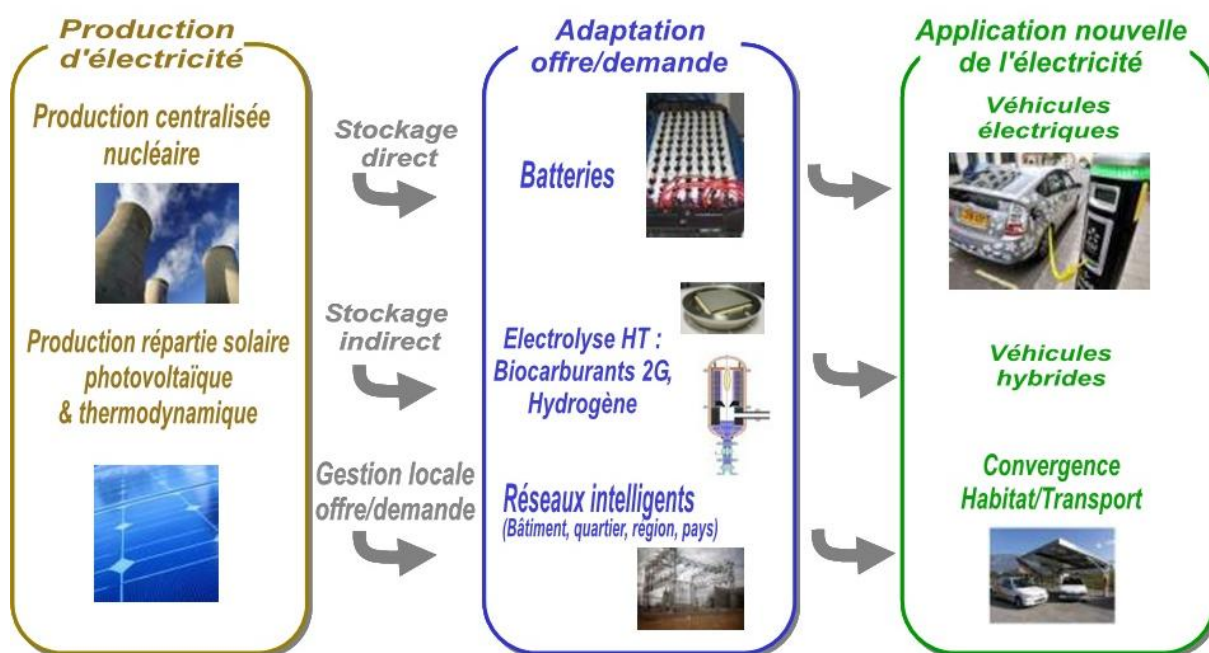 Production
d'électricité
Production centralisée
nucléaire
Production répartie solaire
photovoltaïque
& thermodynamique
Stockage
direct
Stockage
indirect
Gestion locale
offre/demande
Adaptation
offre/demande
Batteries
Electrolyse HT :
Biocarburants 2G,
Hydrogène
Réseaux intelligents
(Bâtiment, quartier, région, pays)
Application nouvelle
de l'électricité
Véhicules
électriques
Véhicules
hybrides
Convergence
Habitat/Transport